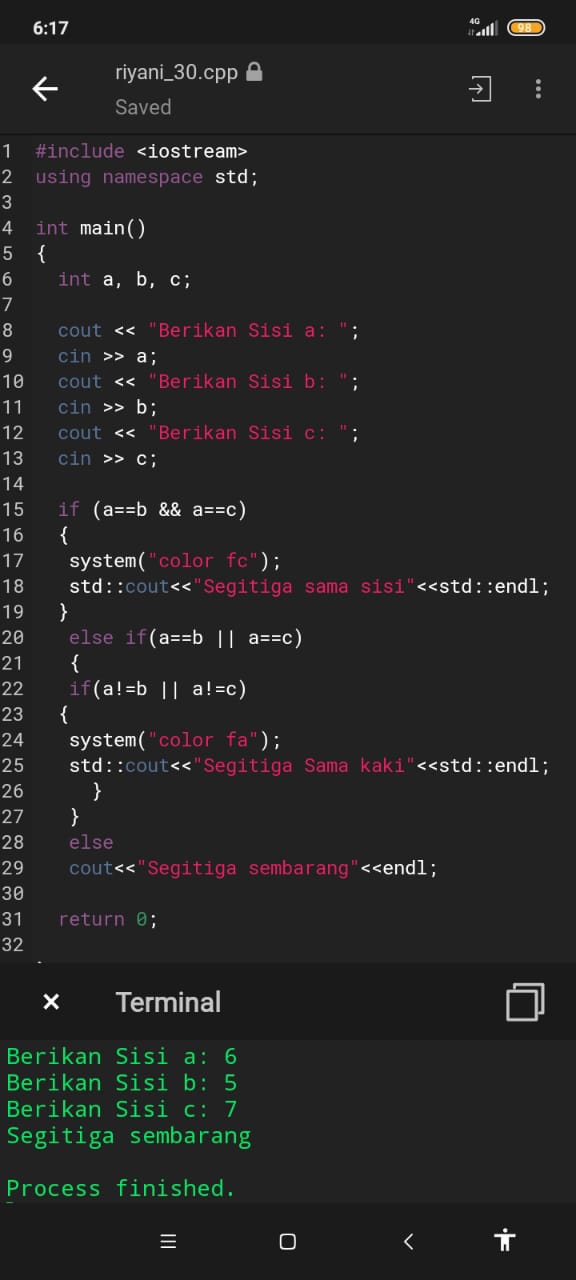 6:17
4G
98
riyani_30.cpp
Saved
1 #include <iostream>
2 using namespace std;
3
4 int main()
5 {
6 int a, b, c;
7
8 cout << "Berikan Sisi a: ";
9 cin >> a;
10 cout << "Berikan Sisi b: ";
11 cin >> b;
12 cout << "Berikan Sisi c: ";
13 cin >> c;
14
15 if (a==b && a==c)
16 {
17 system("color fc");
18 std::cout<<"Segitiga sama sisi"<<std::endl;
19 }
20 else if(a==b || a==c)
21 {
22 if(a!=b || a!=c)
23 {
24 system("color fa");
25 std::cout<<"Segitiga Sama kaki"<<std::endl;
26 }
27 }
28 else
29 cout<<"Segitiga sembarang"<<endl;
30
31 return 0;
32
× Terminal
Berikan Sisi a: 6
Berikan Sisi b: 5
Berikan Sisi c: 7
Segitiga sembarang
Process finished.